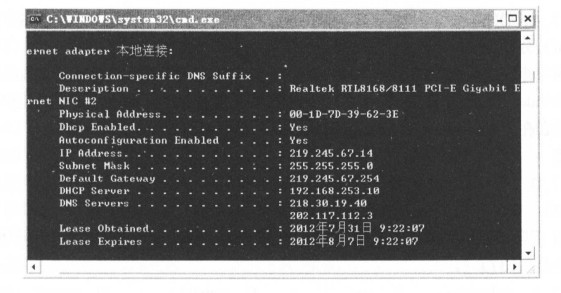 C:\WINDOWS\system32\cmd.exe
ernet adapter 本地连接:
Connection-specific DNS Suffix . :
Description . . . . . . . . . . . : Realtek RTL8168/8111 PCI-E Gigabit E
rnet NIC #2
Physical Address. . . . . . . . . : 00-1D-7D-39-62-3E
Dhcp Enabled. . . . . . . . . . . : Yes
Autoconfiguration Enabled . . . . : Yes
IP Address. . . . . . . . . . . . : 219.245.67.14
Subnet Mask . . . . . . . . . . . : 255.255.255.0
Default Gateway . . . . . . . . . : 219.245.67.254
DHCP Server . . . . . . . . . . . : 192.168.253.10
DNS Servers . . . . . . . . . . . : 218.30.19.40
202.117.112.3
Lease Obtained. . . . . . . . . . : 2012年7月31日 9:22:07
Lease Expires . . . . . . . . . . : 2012年8月7日 9:22:07